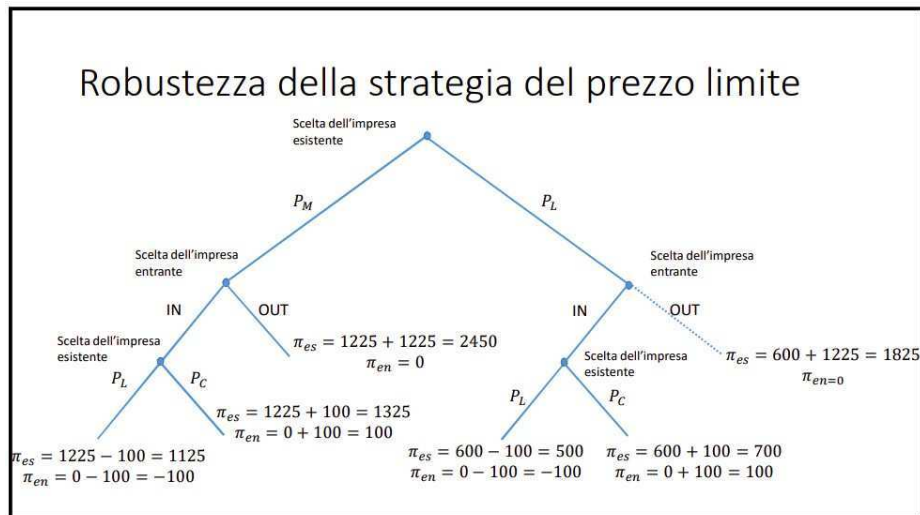 Robustezza della strategia del prezzo limite
Scelta dell'impresa
esistente
P_M
P_L
Scelta dell'impresa
entrante
Scelta dell'impresa
entrante
IN
OUT
IN
OUT
Scelta dell'impresa
esistente
π_es = 1225 + 1225 = 2450
π_en = 0
Scelta dell'impresa
esistente
π_es = 600 + 1225 = 1825
π_en=0
P_L
P_C
P_L
P_C
π_es = 1225 + 100 = 1325
π_en = 0 + 100 = 100
π_es = 1225 − 100 = 1125
π_en = 0 − 100 = −100
π_es = 600 − 100 = 500
π_en = 0 − 100 = −100
π_es = 600 + 100 = 700
π_en = 0 + 100 = 100